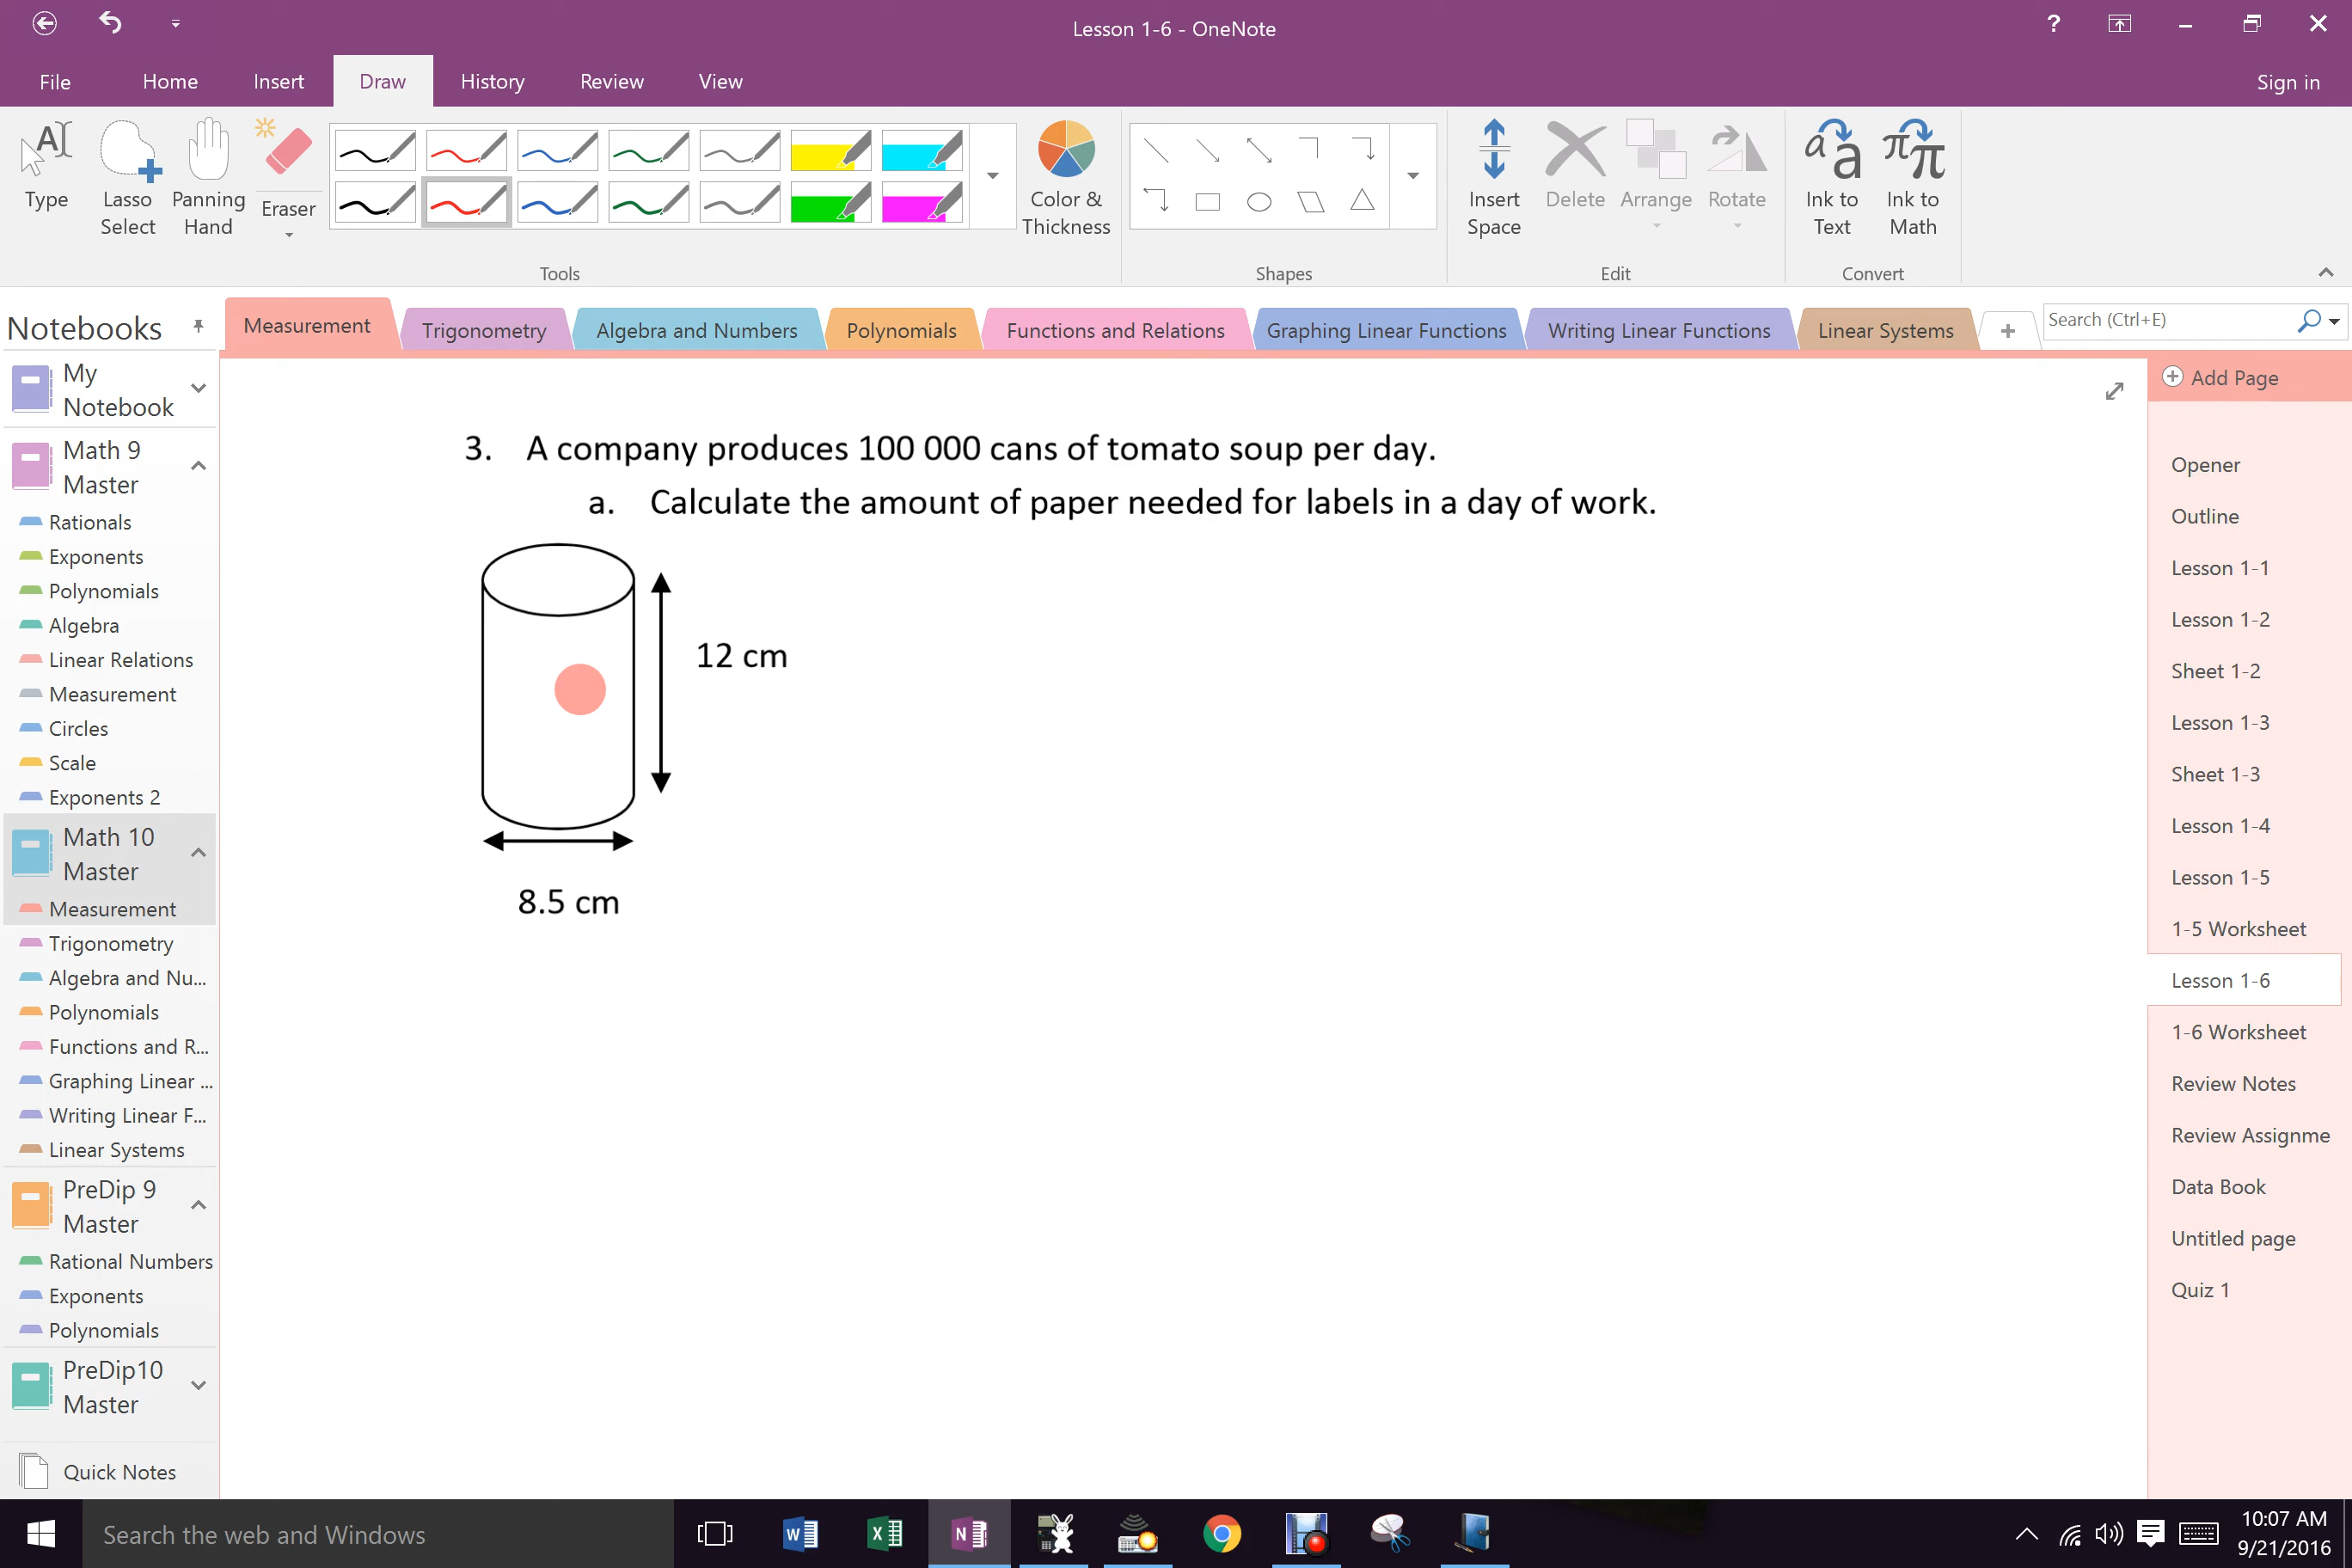 Lesson 1-6 - OneNote
?
File Home Insert Draw History Review View Sign in
Type
Lasso Select
Panning Hand
Eraser
Color & Thickness
Insert Space
Delete
Arrange
Rotate
Ink to Text
Ink to Math
Tools Shapes Edit Convert
Notebooks
Measurement Trigonometry Algebra and Numbers Polynomials Functions and Relations Graphing Linear Functions Writing Linear Functions Linear Systems +
Search (Ctrl+E)
My
Notebook
Math 9
Master
Rationals
Exponents
Polynomials
Algebra
Linear Relations
Measurement
Circles
Scale
Exponents 2
Math 10
Master
Measurement
Trigonometry
Algebra and Nu...
Polynomials
Functions and R...
Graphing Linear ...
Writing Linear F...
Linear Systems
PreDip 9
Master
Rational Numbers
Exponents
Polynomials
PreDip10
Master
Quick Notes
3. A company produces 100 000 cans of tomato soup per day.
a. Calculate the amount of paper needed for labels in a day of work.
12 cm
8.5 cm
Add Page
Opener
Outline
Lesson 1-1
Lesson 1-2
Sheet 1-2
Lesson 1-3
Sheet 1-3
Lesson 1-4
Lesson 1-5
1-5 Worksheet
Lesson 1-6
1-6 Worksheet
Review Notes
Review Assignme
Data Book
Untitled page
Quiz 1
Search the web and Windows
10:07 AM
9/21/2016